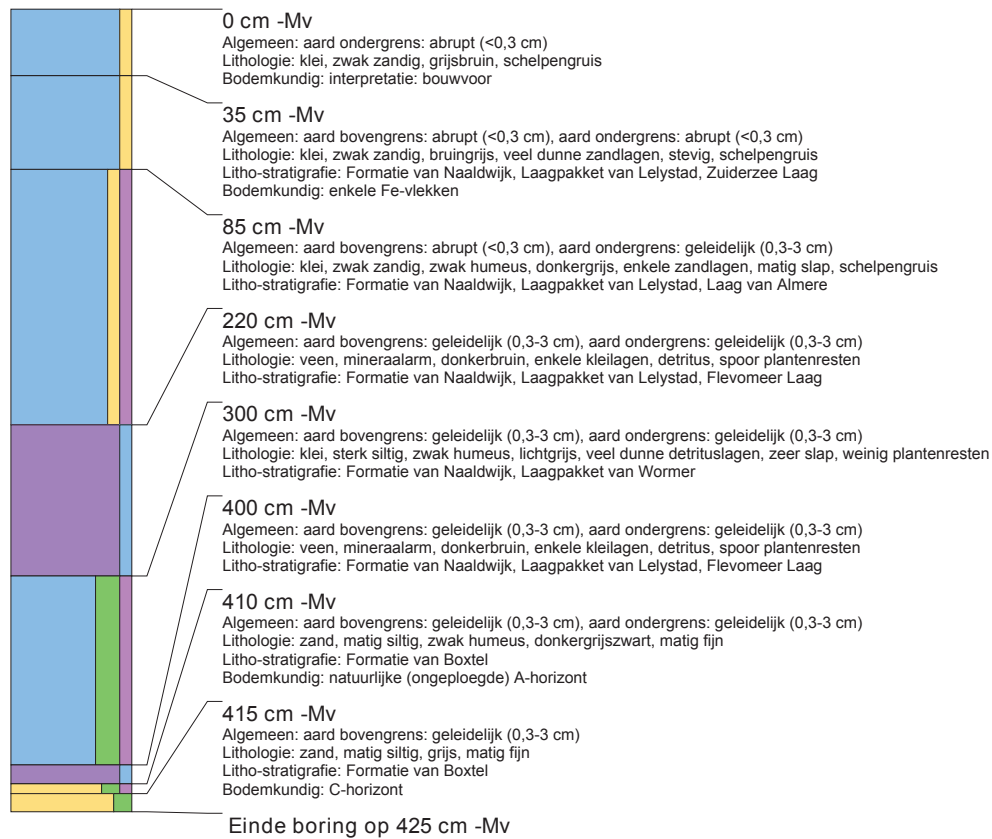 0 cm -Mv
Algemeen: aard ondergrens: abrupt (<0,3 cm)
Lithologie: klei, zwak zandig, grijsbruin, schelpengruis
Bodemkundig: interpretatie: bouwvoor
35 cm -Mv
Algemeen: aard bovengrens: abrupt (<0,3 cm), aard ondergrens: abrupt (<0,3 cm)
Lithologie: klei, zwak zandig, bruingrijs, veel dunne zandlagen, stevig, schelpengruis
Litho-stratigrafie: Formatie van Naaldwijk, Laagpakket van Lelystad, Zuiderzee Laag
Bodemkundig: enkele Fe-vlekken
85 cm -Mv
Algemeen: aard bovengrens: abrupt (<0,3 cm), aard ondergrens: geleidelijk (0,3-3 cm)
Lithologie: klei, zwak zandig, zwak humeus, donkergrijs, enkele zandlagen, matig slap, schelpengruis
Litho-stratigrafie: Formatie van Naaldwijk, Laagpakket van Lelystad, Laag van Almere
220 cm -Mv
Algemeen: aard bovengrens: geleidelijk (0,3-3 cm), aard ondergrens: geleidelijk (0,3-3 cm)
Lithologie: veen, mineraalarm, donkerbruin, enkele kleilagen, detritus, spoor plantenresten
Litho-stratigrafie: Formatie van Naaldwijk, Laagpakket van Lelystad, Flevomeer Laag
300 cm -Mv
Algemeen: aard bovengrens: geleidelijk (0,3-3 cm), aard ondergrens: geleidelijk (0,3-3 cm)
Lithologie: klei, sterk siltig, zwak humeus, lichtgrijs, veel dunne detrituslagen, zeer slap, weinig plantenresten
Litho-stratigrafie: Formatie van Naaldwijk, Laagpakket van Wormer
400 cm -Mv
Algemeen: aard bovengrens: geleidelijk (0,3-3 cm), aard ondergrens: geleidelijk (0,3-3 cm)
Lithologie: veen, mineraalarm, donkerbruin, enkele kleilagen, detritus, spoor plantenresten
Litho-stratigrafie: Formatie van Naaldwijk, Laagpakket van Lelystad, Flevomeer Laag
410 cm -Mv
Algemeen: aard bovengrens: geleidelijk (0,3-3 cm), aard ondergrens: geleidelijk (0,3-3 cm)
Lithologie: zand, matig siltig, zwak humeus, donkergrijszwart, matig fijn
Litho-stratigrafie: Formatie van Boxtel
Bodemkundig: natuurlijke (ongeploegde) A-horizont
415 cm -Mv
Algemeen: aard bovengrens: geleidelijk (0,3-3 cm)
Lithologie: zand, matig siltig, grijs, matig fijn
Litho-stratigrafie: Formatie van Boxtel
Bodemkundig: C-horizont
Einde boring op 425 cm -Mv